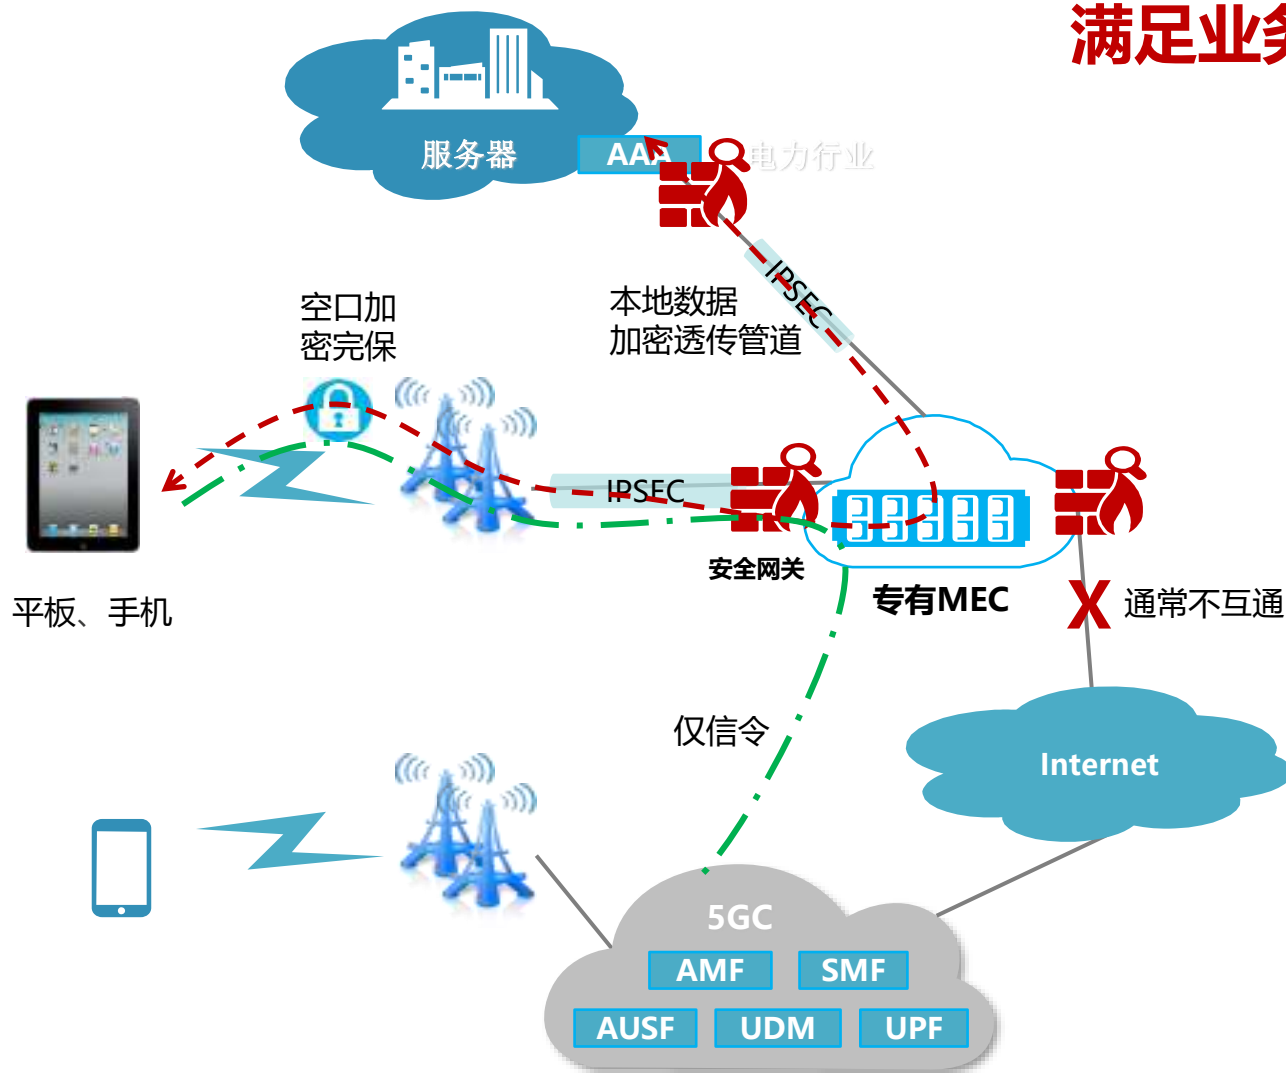 满足业务
服务器
AAA
电力行业
IPSEC
空口加
密完保
本地数据
加密透传管道
IPSEC
安全网关
专有MEC
平板、手机
X
通常不互通
仅信令
Internet
5GC
AMF
SMF
AUSF
UDM
UPF